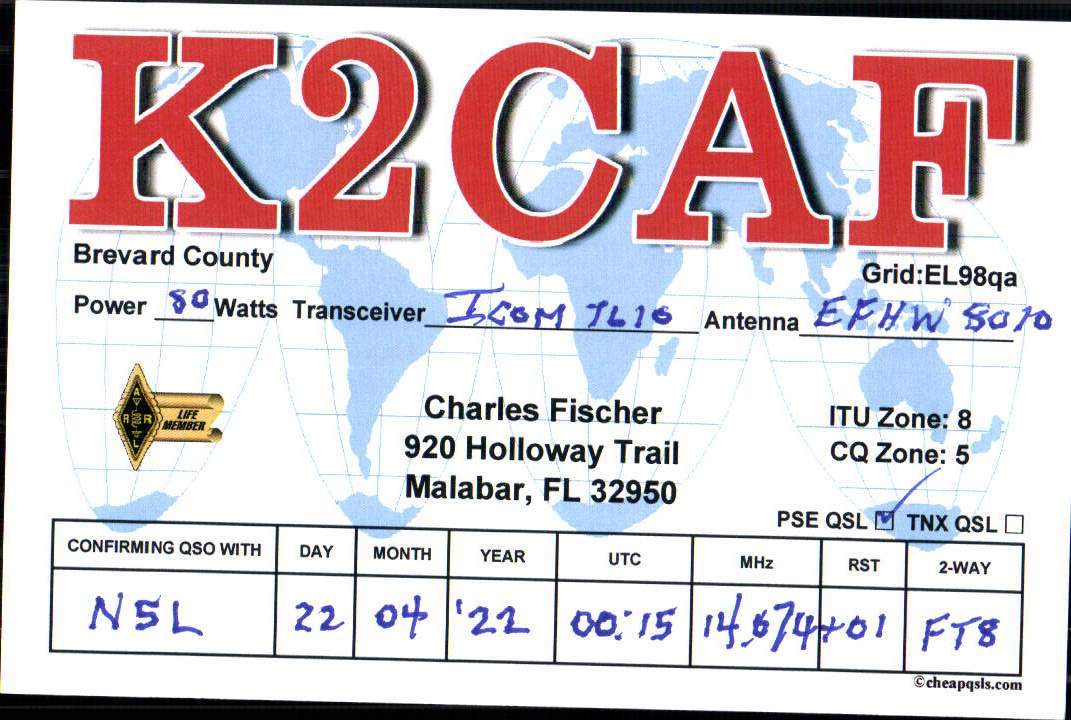 K2CAF
Brevard County
Grid:EL98qa
Power 80 Watts Transceiver ICOM 7610 Antenna EFHW 8010
ARRL
LIFE
MEMBER
Charles Fischer
920 Holloway Trail
Malabar, FL 32950
ITU Zone: 8
CQ Zone: 5
PSE QSL ☑ TNX QSL ☐
CONFIRMING QSO WITH DAY MONTH YEAR UTC MHz RST 2-WAY
N5L 22 04 '22 00:15 14.074 +01 FT8
©cheapqsls.com